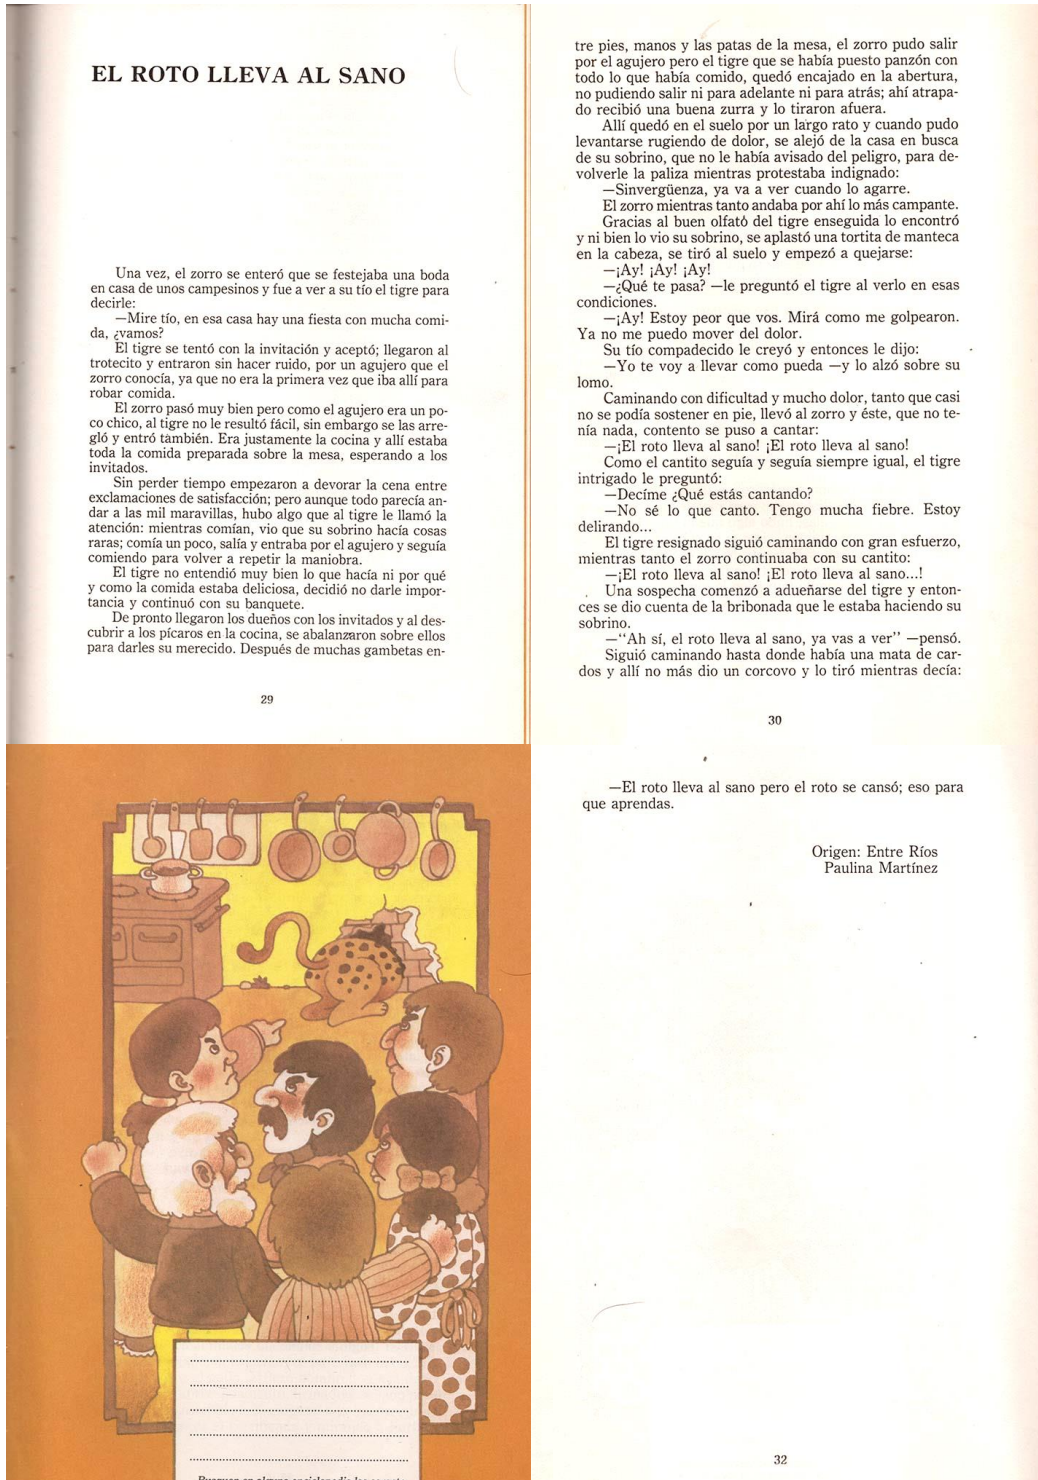 EL ROTO LLEVA AL SANO
Una vez, el zorro se enteró que se festejaba una boda
en casa de unos campesinos y fue a ver a su tío el tigre para
decirle:
—Mire tío, en esa casa hay una fiesta con mucha comi-
da, ¿vamos?
El tigre se tentó con la invitación y aceptó; llegaron al
trotecito y entraron sin hacer ruido, por un agujero que el
zorro conocía, ya que no era la primera vez que iba allí para
robar comida.
El zorro pasó muy bien pero como el agujero era un po-
co chico, al tigre no le resultó fácil, sin embargo se las arre-
gló y entró también. Era justamente la cocina y allí estaba
toda la comida preparada sobre la mesa, esperando a los
invitados.
Sin perder tiempo empezaron a devorar la cena entre
exclamaciones de satisfacción; pero aunque todo parecía an-
dar a las mil maravillas, hubo algo que al tigre le llamó la
atención: mientras comían, vio que su sobrino hacía cosas
raras; comía un poco, salía y entraba por el agujero y seguía
comiendo para volver a repetir la maniobra.
El tigre no entendió muy bien lo que hacía ni por qué
y como la comida estaba deliciosa, decidió no darle impor-
tancia y continuó con su banquete.
De pronto llegaron los dueños con los invitados y al des-
cubrir a los pícaros en la cocina, se abalanzaron sobre ellos
para darles su merecido. Después de muchas gambetas en-
29
tre pies, manos y las patas de la mesa, el zorro pudo salir
por el agujero pero el tigre que se había puesto panzón con
todo lo que había comido, quedó encajado en la abertura,
no pudiendo salir ni para adelante ni para atrás; ahí atrapa-
do recibió una buena zurra y lo tiraron afuera.
Allí quedó en el suelo por un largo rato y cuando pudo
levantarse rugiendo de dolor, se alejó de la casa en busca
de su sobrino, que no le había avisado del peligro, para de-
volverle la paliza mientras protestaba indignado:
—Sinvergüenza, ya va a ver cuando lo agarre.
El zorro mientras tanto andaba por ahí lo más campante.
Gracias al buen olfato del tigre enseguida lo encontró
y ni bien lo vio su sobrino, se aplastó una tortita de manteca
en la cabeza, se tiró al suelo y empezó a quejarse:
—¡Ay! ¡Ay! ¡Ay!
—¿Qué te pasa? —le preguntó el tigre al verlo en esas
condiciones.
—¡Ay! Estoy peor que vos. Mirá como me golpearon.
Ya no me puedo mover del dolor.
Su tío compadecido le creyó y entonces le dijo:
—Yo te voy a llevar como pueda —y lo alzó sobre su
lomo.
Caminando con dificultad y mucho dolor, tanto que casi
no se podía sostener en pie, llevó al zorro y éste, que no te-
nía nada, contento se puso a cantar:
—¡El roto lleva al sano! ¡El roto lleva al sano!
Como el cantito seguía y seguía siempre igual, el tigre
intrigado le preguntó:
—Decíme ¿Qué estás cantando?
—No sé lo que canto. Tengo mucha fiebre. Estoy
delirando...
El tigre resignado siguió caminando con gran esfuerzo,
mientras tanto el zorro continuaba con su cantito:
—¡El roto lleva al sano! ¡El roto lleva al sano...!
Una sospecha comenzó a adueñarse del tigre y enton-
ces se dio cuenta de la bribonada que le estaba haciendo su
sobrino.
—“Ah sí, el roto lleva al sano, ya vas a ver” —pensó.
Siguió caminando hasta donde había una mata de car-
dos y allí no más dio un corcovo y lo tiró mientras decía:
30
—El roto lleva al sano pero el roto se cansó; eso para
que aprendas.
Origen: Entre Ríos
Paulina Martínez
32